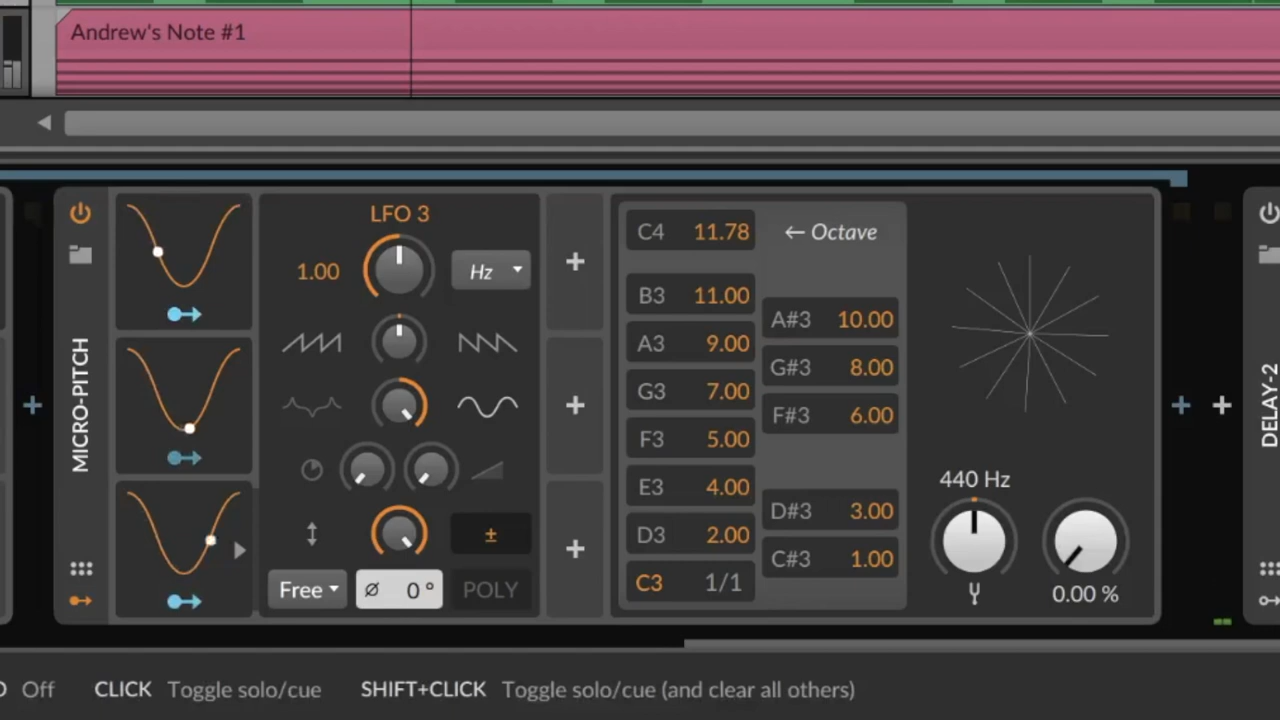 Andrew's Note #1
MICRO-PITCH
LFO 3
1.00
Hz
±
Free
Ø 0 °
POLY
C4 11.78
← Octave
B3 11.00
A#3 10.00
A3 9.00
G#3 8.00
G3 7.00
F#3 6.00
F3 5.00
E3 4.00
D#3 3.00
D3 2.00
C#3 1.00
C3 1/1
440 Hz
0.00 %
DELAY-2
Off
CLICK Toggle solo/cue
SHIFT+CLICK Toggle solo/cue (and clear all others)